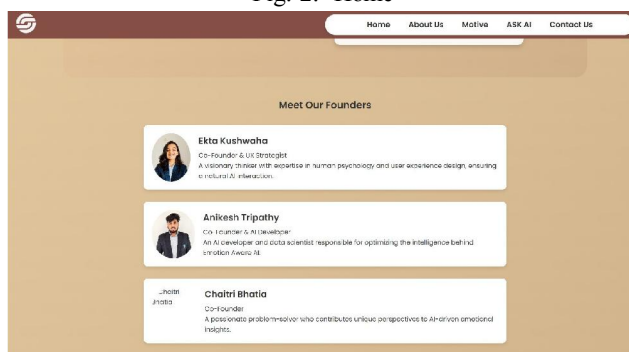 Fig. 2. Home
Home About Us Motive ASK AI Contact Us
Meet Our Founders
Ekta Kushwaha
Co-Founder & UX Strategist
A visionary thinker with expertise in human psychology and user experience design, ensuring
a natural AI interaction.
Anikesh Tripathy
Co-Founder & AI Developer
An AI developer and data scientist responsible for optimizing the intelligence behind
Emotion Aware AI.
Chaitri
Bhatia
Chaitri Bhatia
Co-Founder
A passionate problem-solver who contributes unique perspectives to AI-driven emotional
insights.